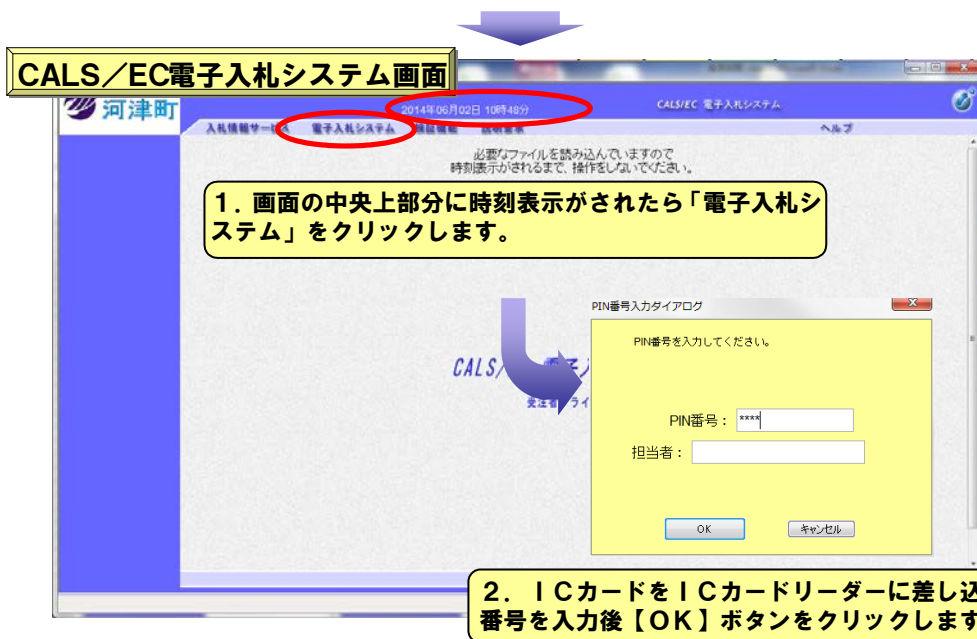 CALS／EC電子入札システム画面
河津町
2014年06月02日 10時48分
CALS/EC 電子入札システム
入札情報サービス 電子入札システム 検証機能 説明要求 ヘルプ
必要なファイルを読み込んでいますので
時刻表示がされるまで、操作をしないでください。
１．画面の中央上部分に時刻表示がされたら「電子入札シ
ステム」をクリックします。
PIN番号入力ダイアログ
PIN番号を入力してください。
CALS/
受注者
ライ
PIN番号： ****
担当者：
OK キャンセル
２．ＩＣカードをＩＣカードリーダーに差し込
番号を入力後【ＯＫ】ボタンをクリックします